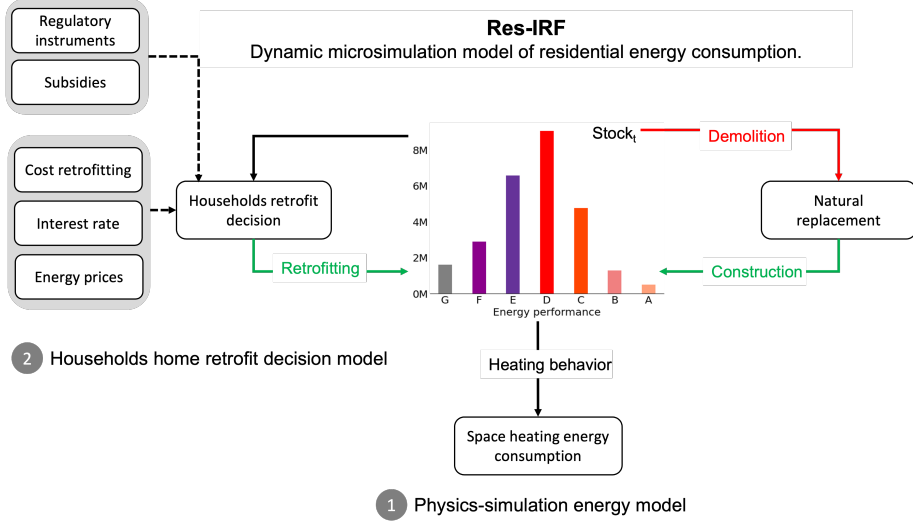 Res-IRF
Dynamic microsimulation model of residential energy consumption.
Regulatory
instruments
Subsidies
Cost retrofitting
Interest rate
Energy prices
Households retrofit
decision
Retrofitting
8M
6M
4M
2M
0M
G F E D C B A
Energy performance
Stockt
Demolition
Natural
replacement
Construction
2 Households home retrofit decision model
Heating behavior
Space heating energy
consumption
1 Physics-simulation energy model